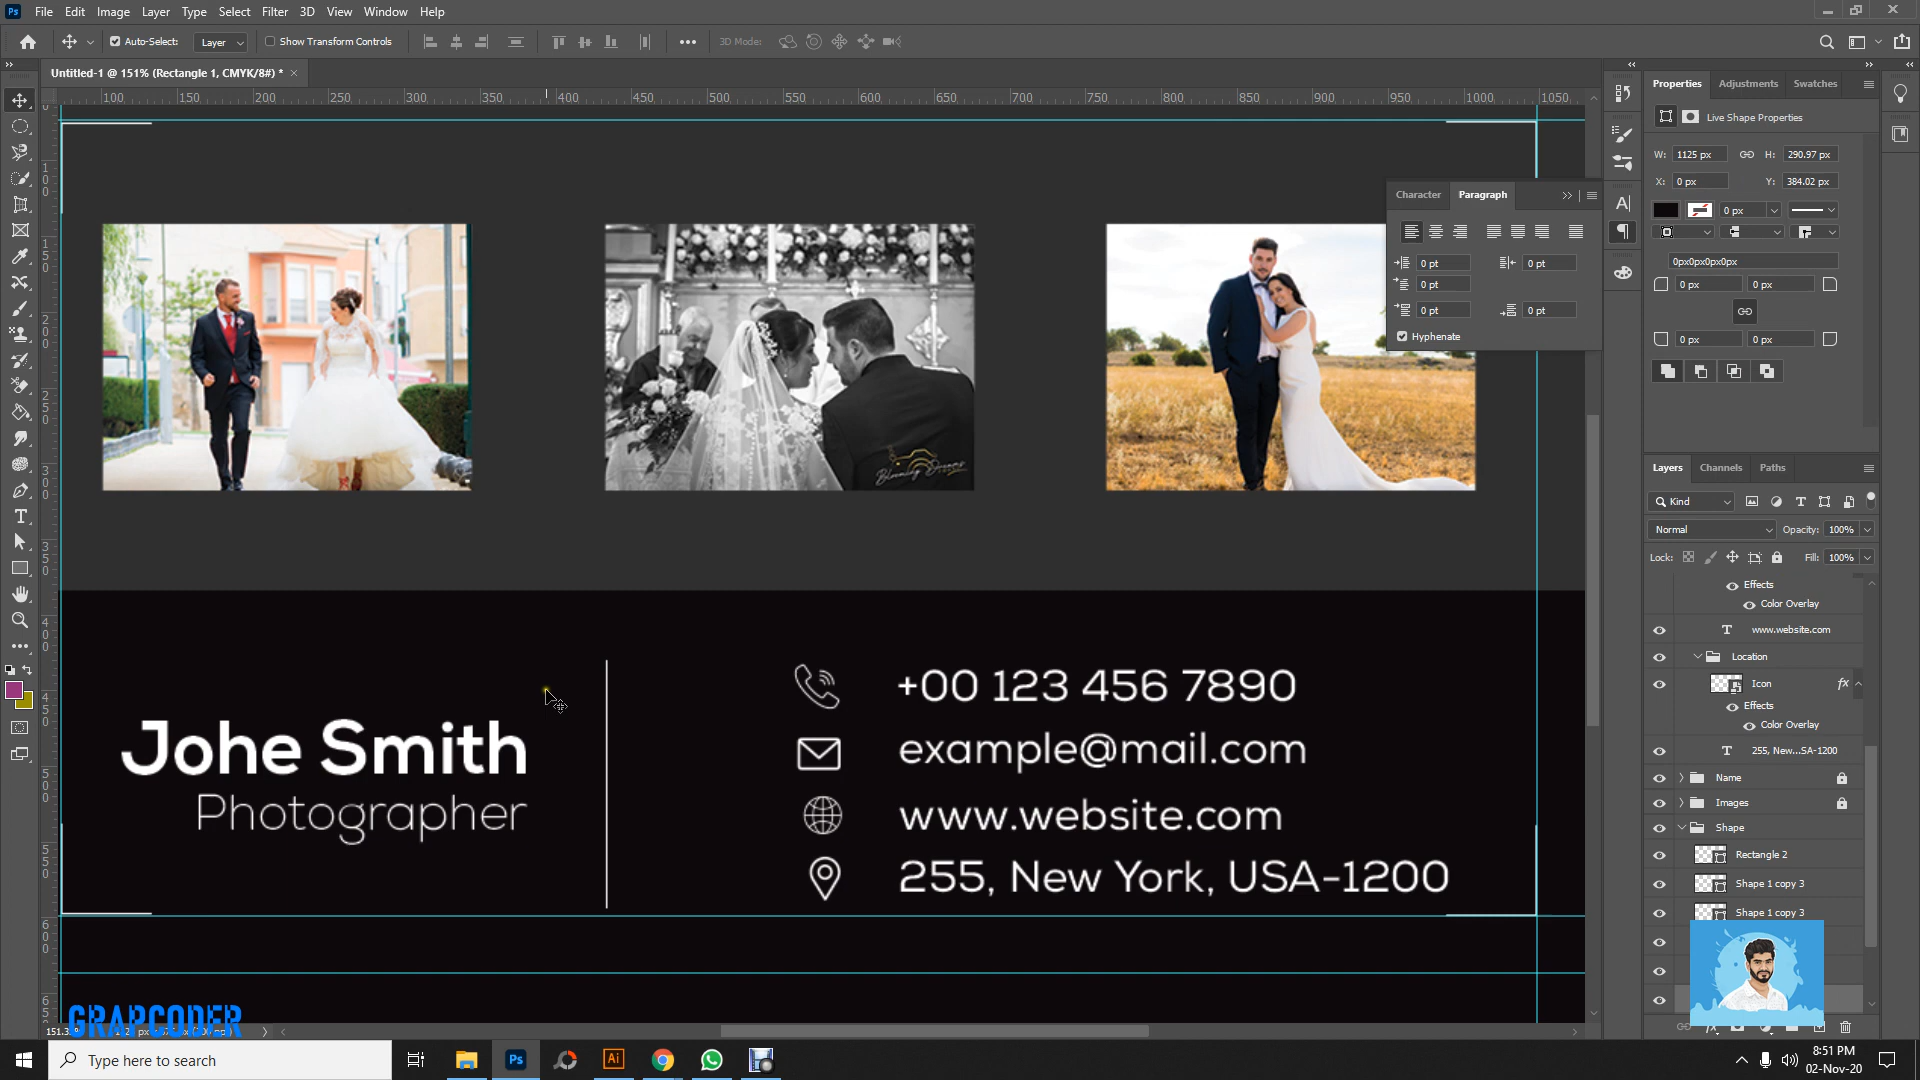 File Edit Image Layer Type Select Filter 3D View Window Help
Auto-Select: Layer Show Transform Controls 3D Mode:
Untitled-1 @ 151% (Rectangle 1, CMYK/8#) *
100 150 200 250 300 350 400 450 500 550 600 650 700 750 800 850 900 950 1000 1050
Properties Adjustments Swatches
Live Shape Properties
W: 1125 px H: 290.97 px
X: 0 px Y: 384.02 px
0 px
0px0px0px0px
0 px 0 px
0 px 0 px
Character Paragraph
0 pt 0 pt
0 pt
0 pt 0 pt
Hyphenate
Blooming Dreams
Johe Smith
Photographer
+00 123 456 7890
example@mail.com
www.website.com
255, New York, USA-1200
Layers Channels Paths
Kind
Normal Opacity: 100%
Lock: Fill: 100%
Effects
Color Overlay
www.website.com
Location
Icon fx
Effects
Color Overlay
255, New...SA-1200
Name
Images
Shape
Rectangle 2
Shape 1 copy 3
Shape 1 copy 3
GRAPCODER
Type here to search
8:51 PM
02-Nov-20